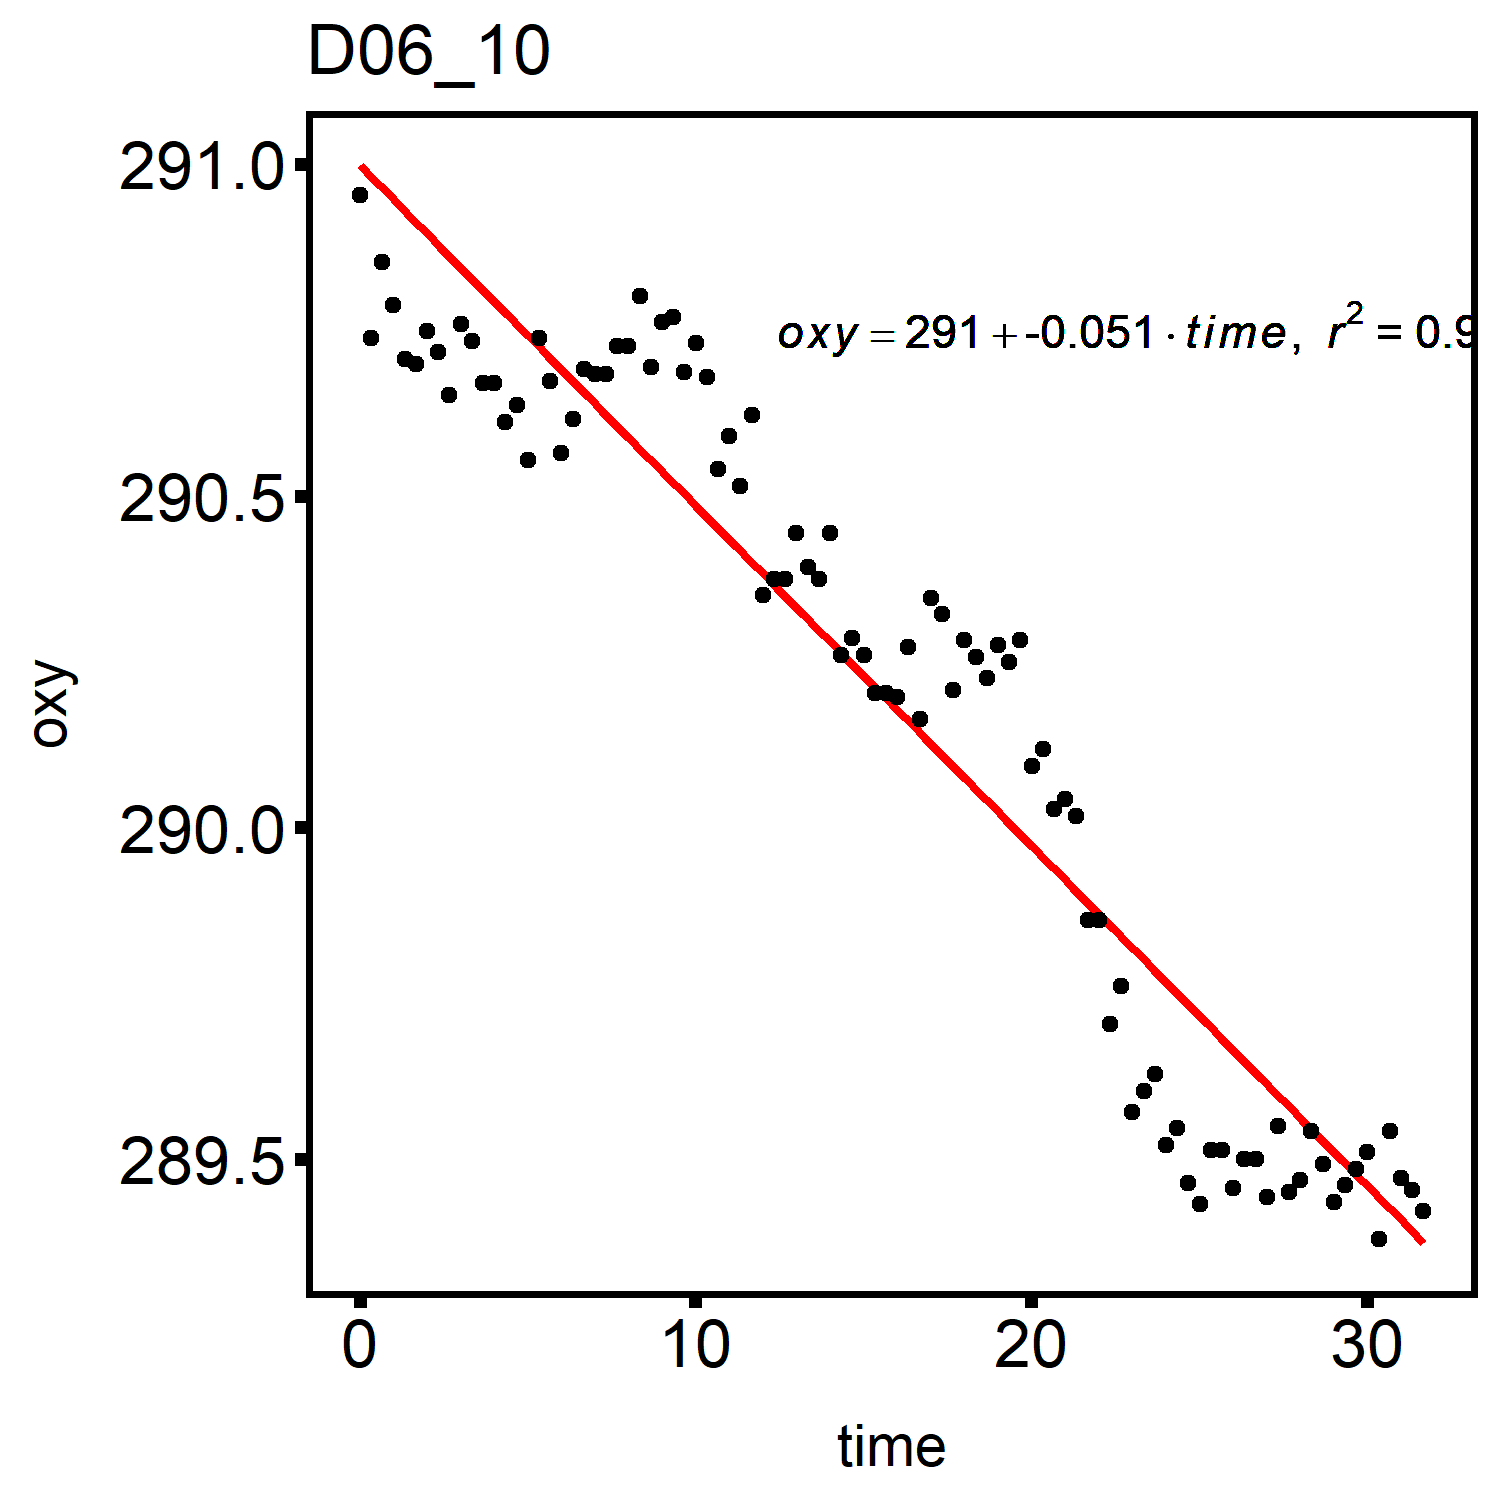 D06_10
291.0
290.5
290.0
289.5
oxy
oxy = 291 + -0.051 · time, r² = 0.9
0 10 20 30
time